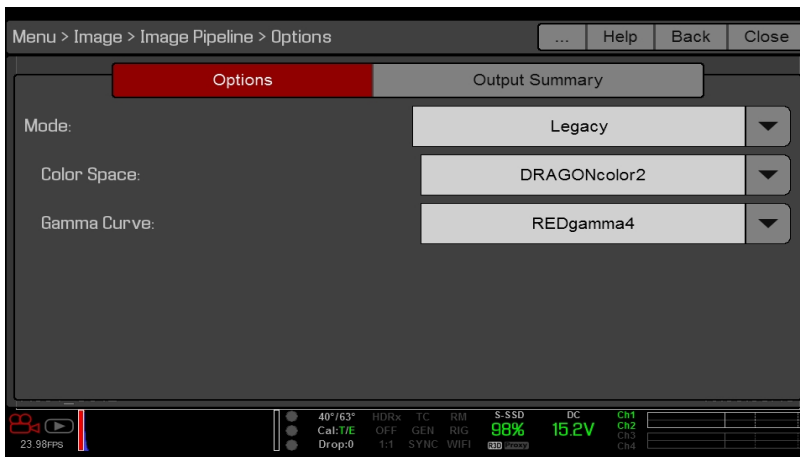 Menu > Image > Image Pipeline > Options
... Help Back Close
Options Output Summary
Mode: Legacy
Color Space: DRAGONcolor2
Gamma Curve: REDgamma4
40°/63° HDRx TC RM S-SSD DC Ch1
Cal:T/E OFF GEN RIG 98% 15.2V Ch2
Ch3
23.98FPS Drop:0 1:1 SYNC WIFI R3D Proxy Ch4